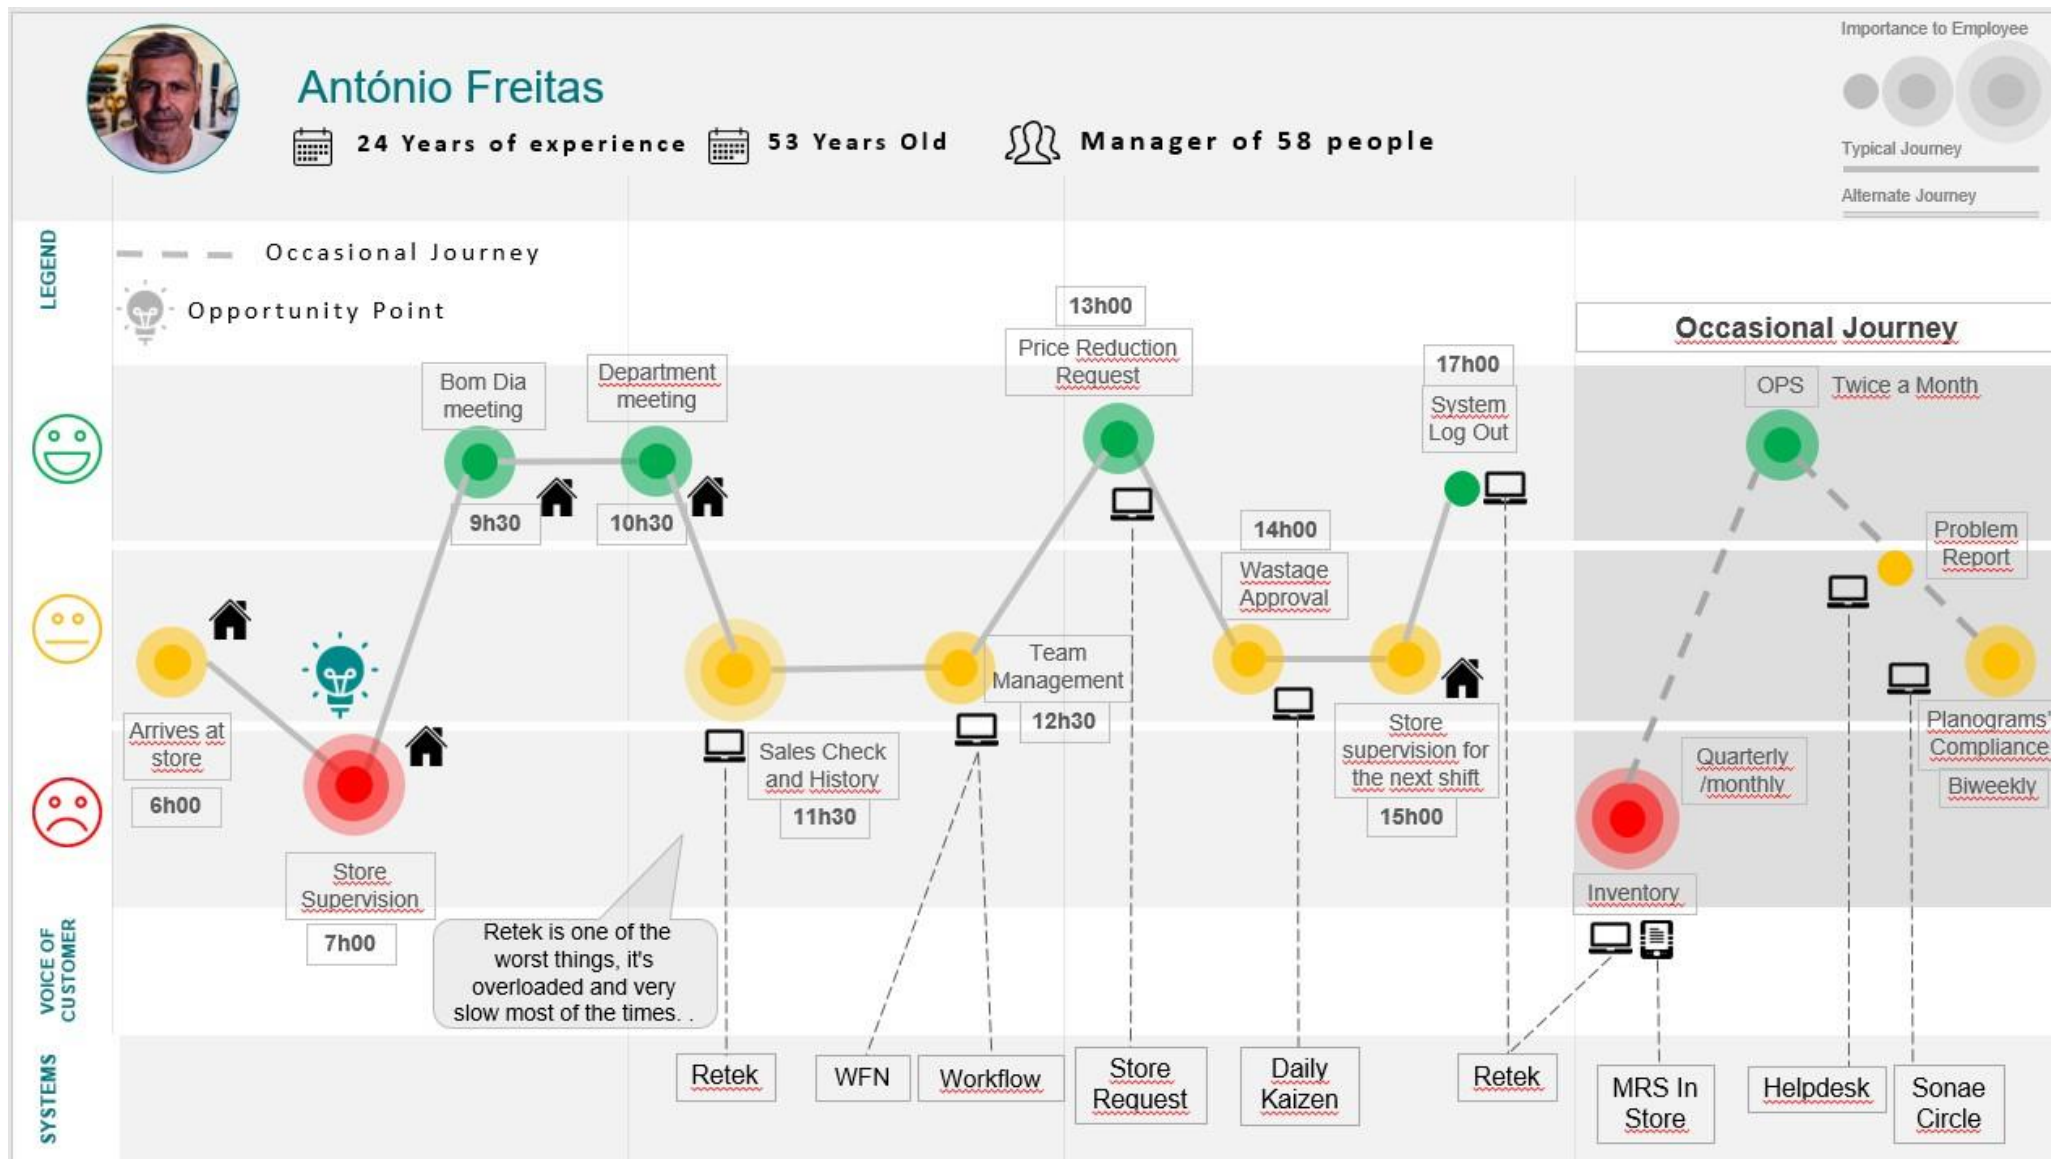 António Freitas
24 Years of experience
53 Years Old
Manager of 58 people
Importance to Employee
Typical Journey
Alternate Journey
LEGEND
Occasional Journey
Opportunity Point
Occasional Journey
Arrives at
store
6h00
Store
Supervision
7h00
Bom Dia
meeting
9h30
Department
meeting
10h30
Sales Check
and History
11h30
Team
Management
12h30
13h00
Price Reduction
Request
14h00
Wastage
Approval
Store
supervision for
the next shift
15h00
17h00
System
Log Out
Inventory
Quarterly
/monthly
OPS
Twice a Month
Problem
Report
Planograms'
Compliance
Biweekly
VOICE OF
CUSTOMER
Retek is one of the
worst things, it's
overloaded and very
slow most of the times. .
SYSTEMS
Retek
WFN
Workflow
Store
Request
Daily
Kaizen
Retek
MRS In
Store
Helpdesk
Sonae
Circle